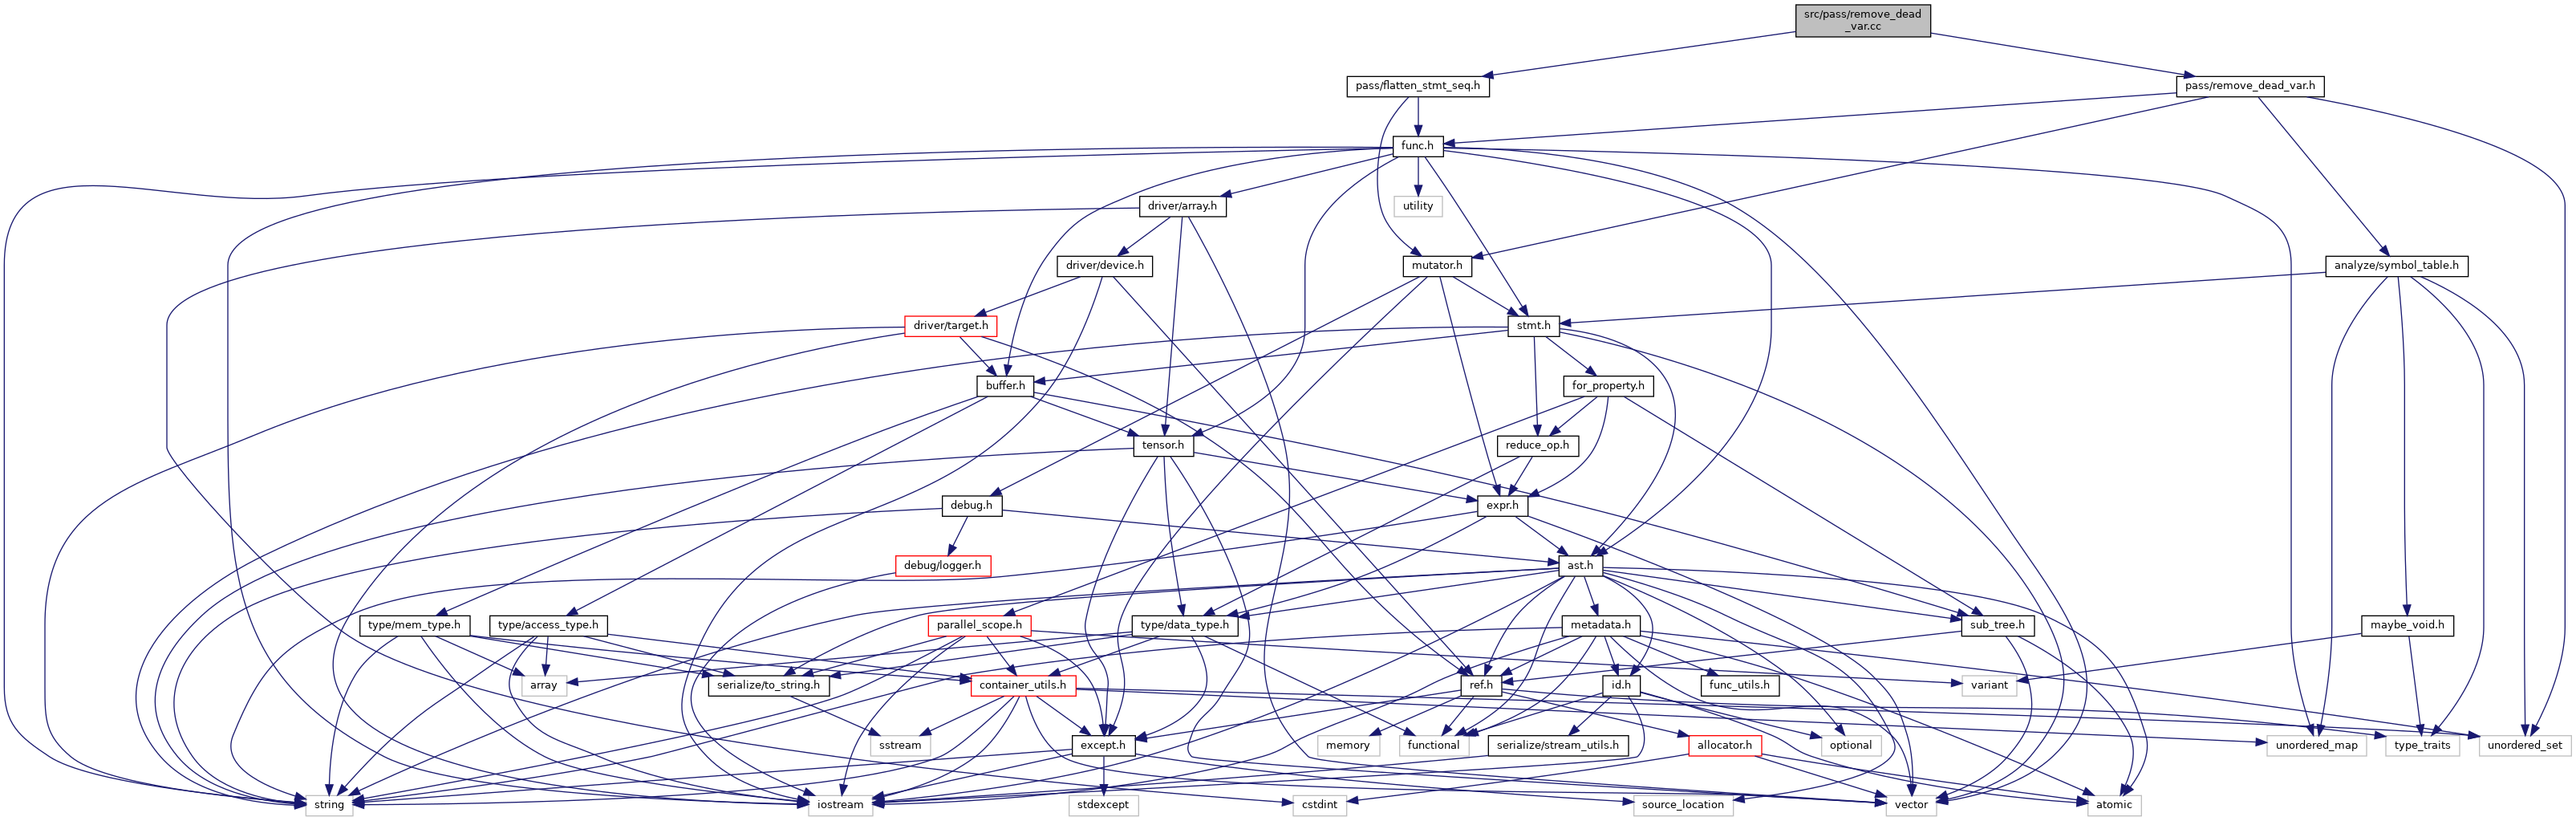 src/pass/remove_dead
_var.cc
pass/flatten_stmt_seq.h
pass/remove_dead_var.h
func.h
driver/array.h
utility
driver/device.h
mutator.h
analyze/symbol_table.h
driver/target.h
stmt.h
buffer.h
for_property.h
tensor.h
reduce_op.h
debug.h
expr.h
debug/logger.h
ast.h
type/mem_type.h
type/access_type.h
parallel_scope.h
type/data_type.h
metadata.h
sub_tree.h
maybe_void.h
array
serialize/to_string.h
container_utils.h
ref.h
id.h
func_utils.h
variant
sstream
except.h
memory
functional
serialize/stream_utils.h
allocator.h
optional
unordered_map
type_traits
unordered_set
string
iostream
stdexcept
cstdint
source_location
vector
atomic